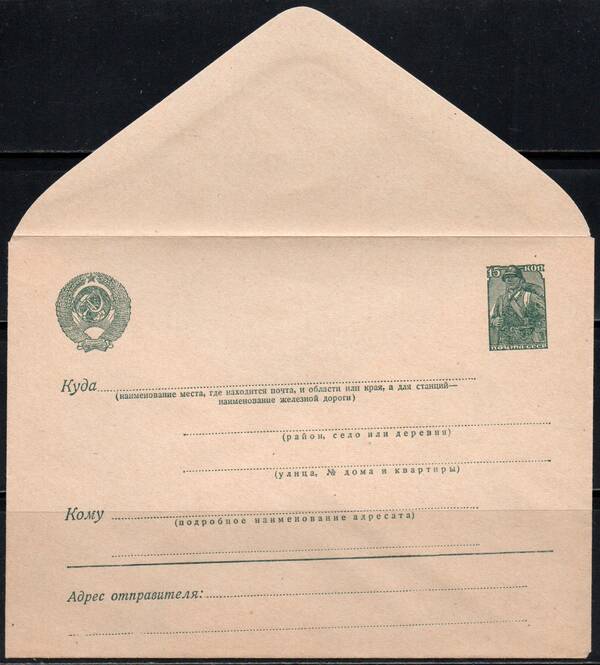 15 КОП
ПОЧТА СССР
Куда
(наименование места, где находится почта, и области или края, а для станций—
наименование железной дороги)
(район, село или деревня)
(улица, № дома и квартиры)
Кому
(подробное наименование адресата)
Адрес отправителя: